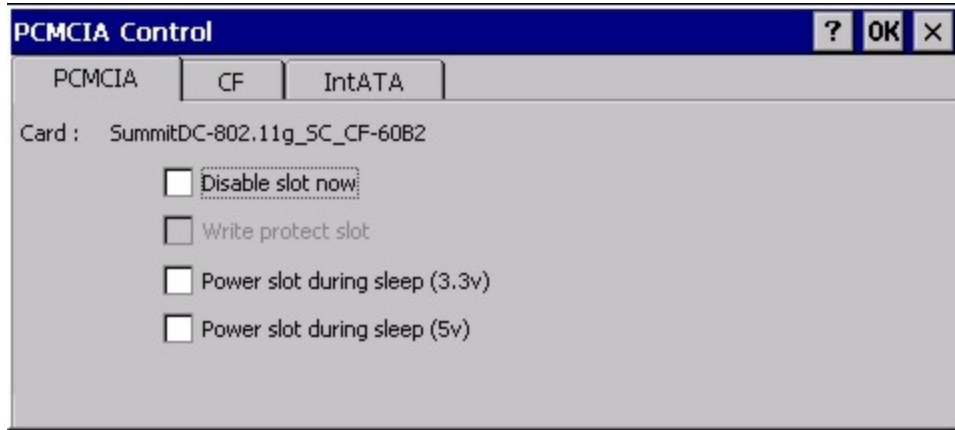 PCMCIA Control ? OK ×
PCMCIA CF IntATA
Card : SummitDC-802.11g_SC_CF-60B2
Disable slot now
Write protect slot
Power slot during sleep (3.3v)
Power slot during sleep (5v)